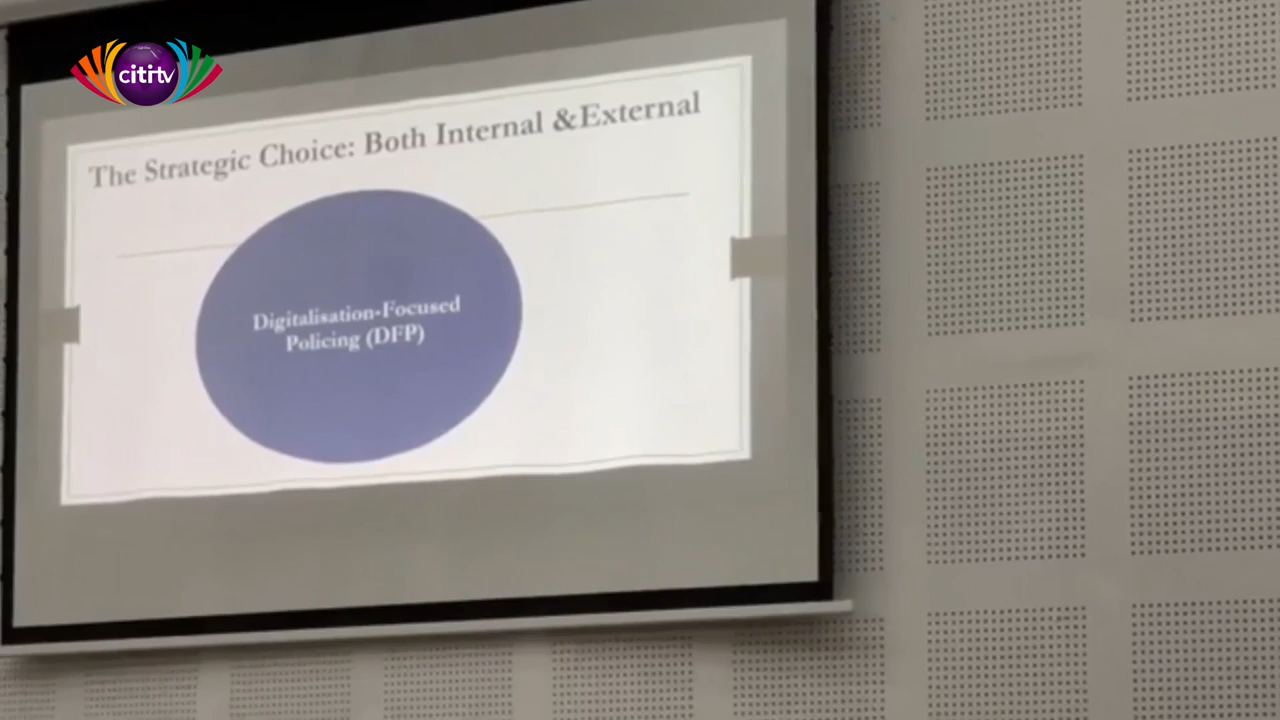 citi tv
The Strategic Choice: Both Internal &External
Digitalisation-Focused
Policing (DFP)